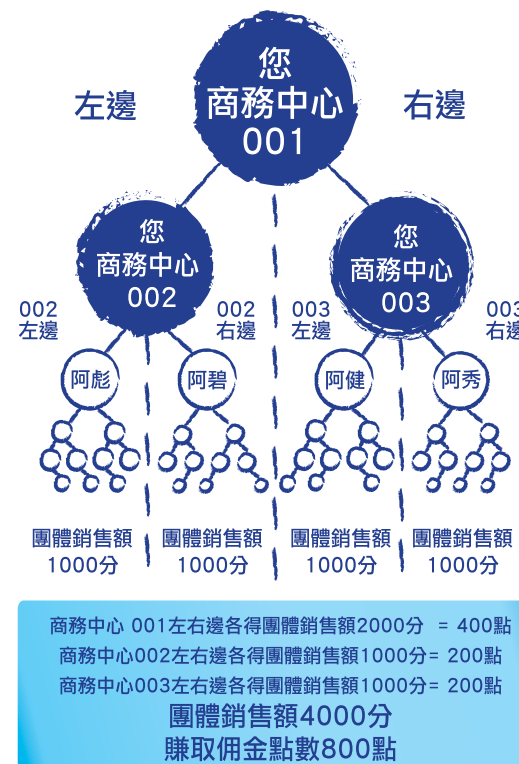 您
商務中心
001
左邊
右邊
您
商務中心
002
您
商務中心
003
002
左邊
002
右邊
003
左邊
003
右邊
阿彪
阿碧
阿健
阿秀
團體銷售額
1000分
團體銷售額
1000分
團體銷售額
1000分
團體銷售額
1000分
商務中心 001左右邊各得團體銷售額2000分 = 400點
商務中心002左右邊各得團體銷售額1000分= 200點
商務中心003左右邊各得團體銷售額1000分= 200點
團體銷售額4000分
賺取佣金點數800點